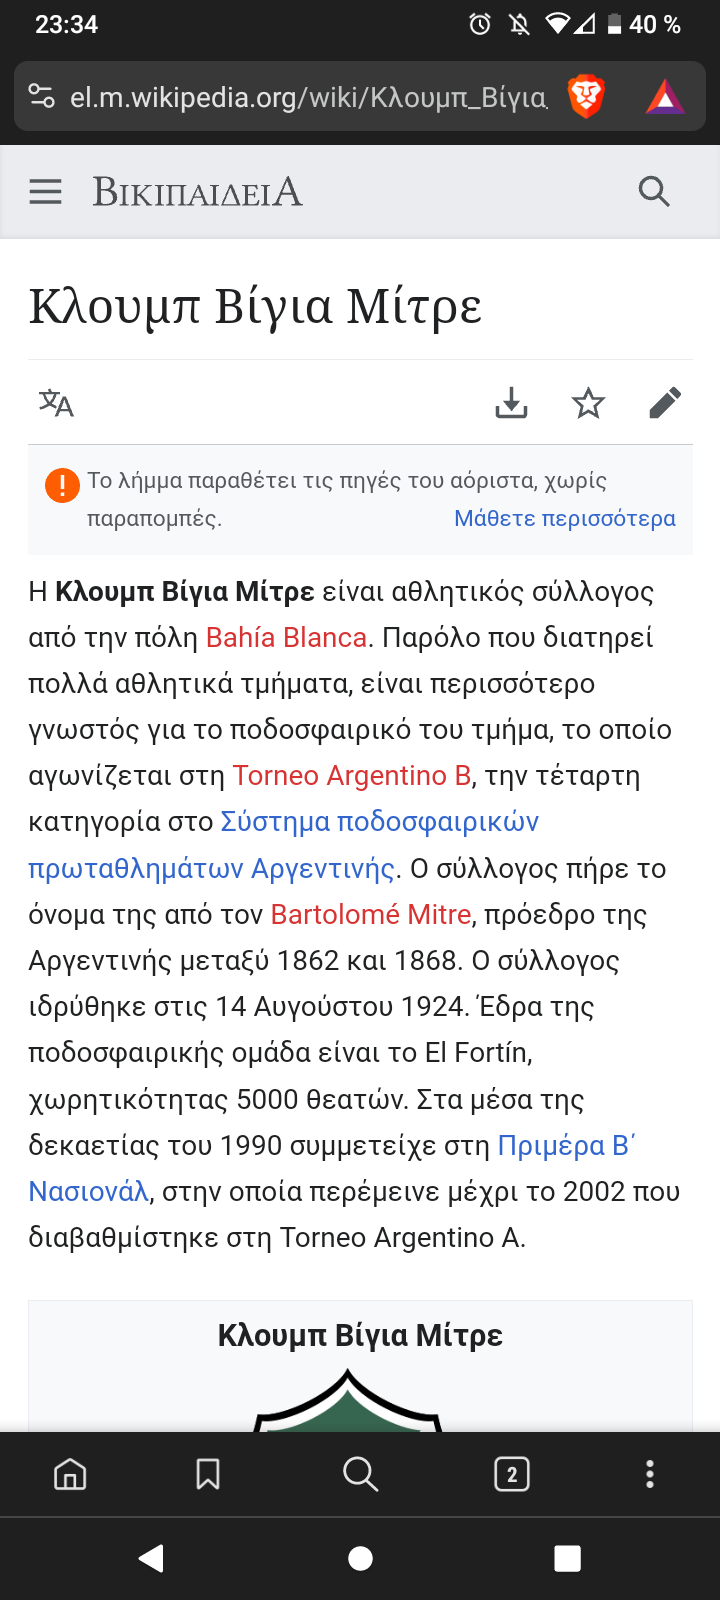 23:34
40 %
el.m.wikipedia.org/wiki/Κλουμπ_Βίγια
ΒΙΚΙΠΑΙΔΕΙΑ
Κλουμπ Βίγια Μίτρε
Το λήμμα παραθέτει τις πηγές του αόριστα, χωρίς
παραπομπές. Μάθετε περισσότερα
Η Κλουμπ Βίγια Μίτρε είναι αθλητικός σύλλογος
από την πόλη Bahía Blanca. Παρόλο που διατηρεί
πολλά αθλητικά τμήματα, είναι περισσότερο
γνωστός για το ποδοσφαιρικό του τμήμα, το οποίο
αγωνίζεται στη Torneo Argentino B, την τέταρτη
κατηγορία στο Σύστημα ποδοσφαιρικών
πρωταθλημάτων Αργεντινής. Ο σύλλογος πήρε το
όνομα της από τον Bartolomé Mitre, πρόεδρο της
Αργεντινής μεταξύ 1862 και 1868. Ο σύλλογος
ιδρύθηκε στις 14 Αυγούστου 1924. Έδρα της
ποδοσφαιρικής ομάδα είναι το El Fortín,
χωρητικότητας 5000 θεατών. Στα μέσα της
δεκαετίας του 1990 συμμετείχε στη Πριμέρα Β΄
Νασιονάλ, στην οποία περέμεινε μέχρι το 2002 που
διαβαθμίστηκε στη Torneo Argentino A.
Κλουμπ Βίγια Μίτρε
2